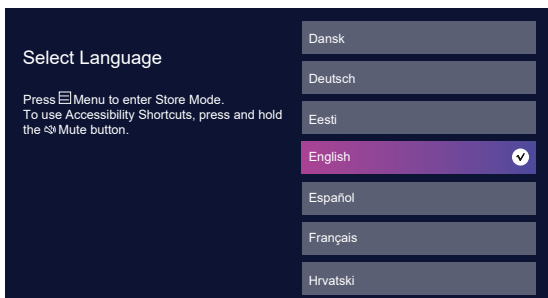 Select Language
Press Menu to enter Store Mode.
To use Accessibility Shortcuts, press and hold
the Mute button.
Dansk
Deutsch
Eesti
English
Español
Français
Hrvatski